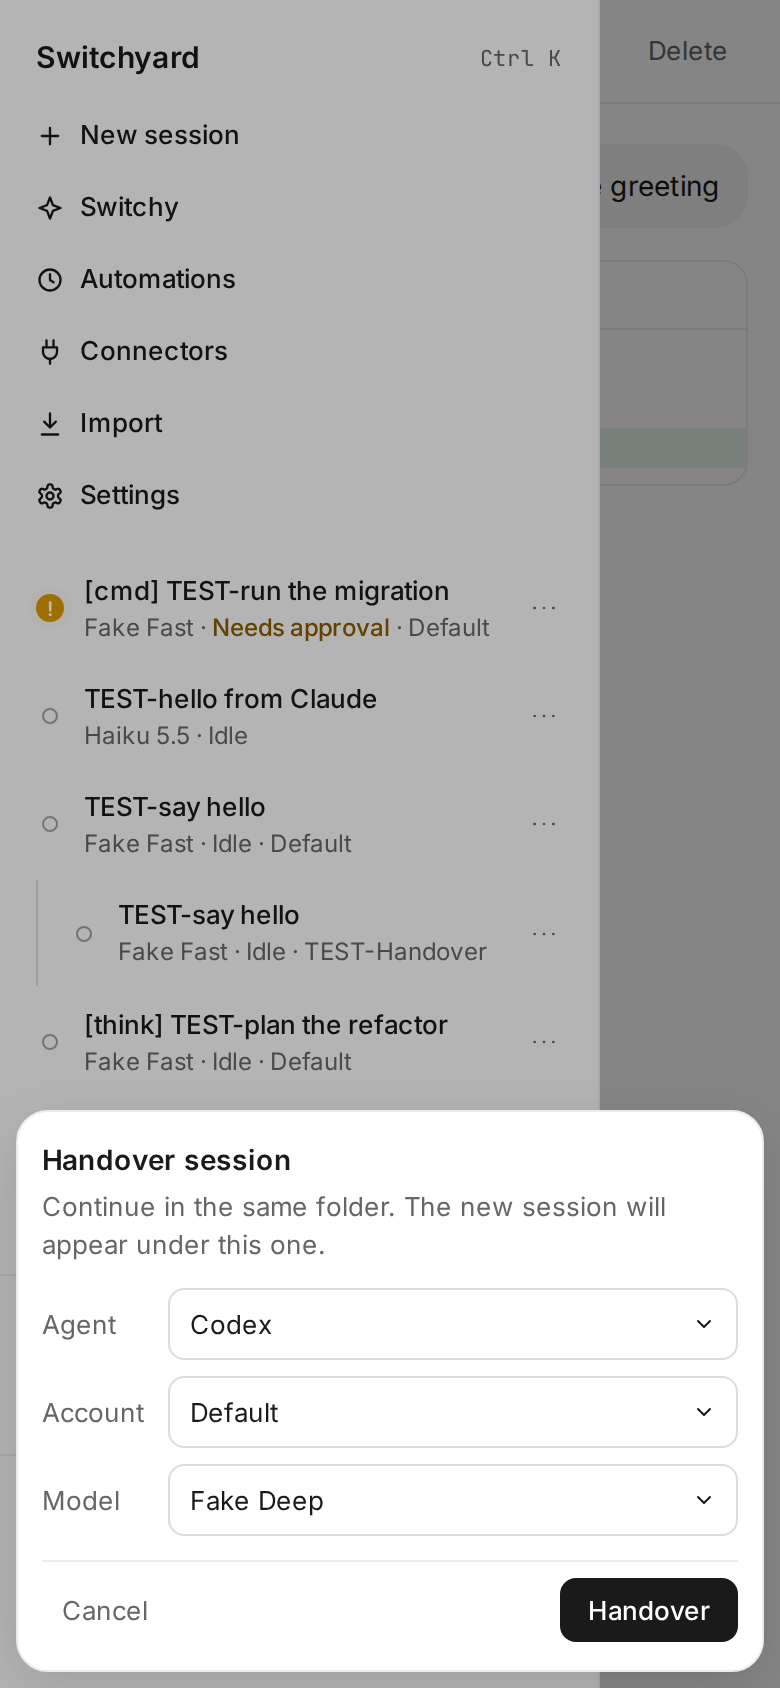 Switchyard
Ctrl K
Delete
New session
greeting
Switchy
Automations
Connectors
Import
Settings
[cmd] TEST-run the migration
Fake Fast · Needs approval · Default
TEST-hello from Claude
Haiku 5.5 · Idle
TEST-say hello
Fake Fast · Idle · Default
TEST-say hello
Fake Fast · Idle · TEST-Handover
[think] TEST-plan the refactor
Fake Fast · Idle · Default
Handover session
Continue in the same folder. The new session will
appear under this one.
Agent
Codex
Account
Default
Model
Fake Deep
Cancel
Handover